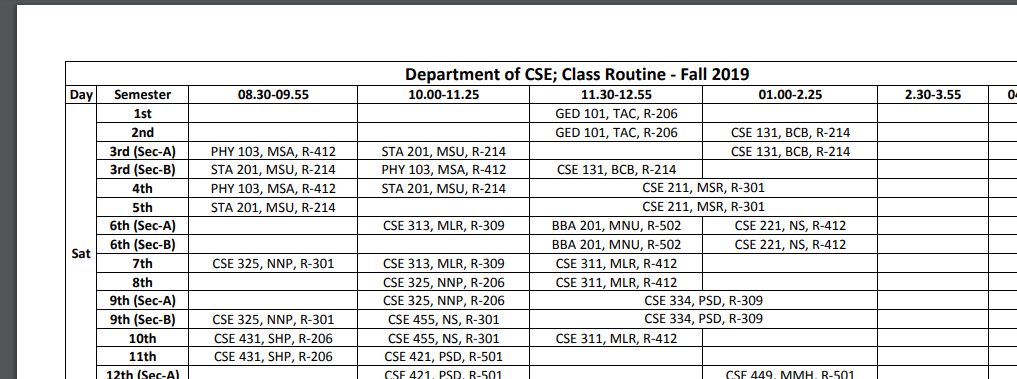 Department of CSE; Class Routine - Fall 2019
Day Semester 08.30-09.55 10.00-11.25 11.30-12.55 01.00-2.25 2.30-3.55
1st GED 101, TAC, R-206
2nd GED 101, TAC, R-206 CSE 131, BCB, R-214
3rd (Sec-A) PHY 103, MSA, R-412 STA 201, MSU, R-214 CSE 131, BCB, R-214
3rd (Sec-B) STA 201, MSU, R-214 PHY 103, MSA, R-412 CSE 131, BCB, R-214
4th PHY 103, MSA, R-412 STA 201, MSU, R-214 CSE 211, MSR, R-301
5th STA 201, MSU, R-214 CSE 211, MSR, R-301
6th (Sec-A) CSE 313, MLR, R-309 BBA 201, MNU, R-502 CSE 221, NS, R-412
Sat 6th (Sec-B) BBA 201, MNU, R-502 CSE 221, NS, R-412
7th CSE 325, NNP, R-301 CSE 313, MLR, R-309 CSE 311, MLR, R-412
8th CSE 325, NNP, R-206 CSE 311, MLR, R-412
9th (Sec-A) CSE 325, NNP, R-206 CSE 334, PSD, R-309
9th (Sec-B) CSE 325, NNP, R-301 CSE 455, NS, R-301 CSE 334, PSD, R-309
10th CSE 431, SHP, R-206 CSE 455, NS, R-301 CSE 311, MLR, R-412
11th CSE 431, SHP, R-206 CSE 421, PSD, R-501
12th (Sec-A) CSE 421, PSD, R-501 CSE 449, MMH, R-501